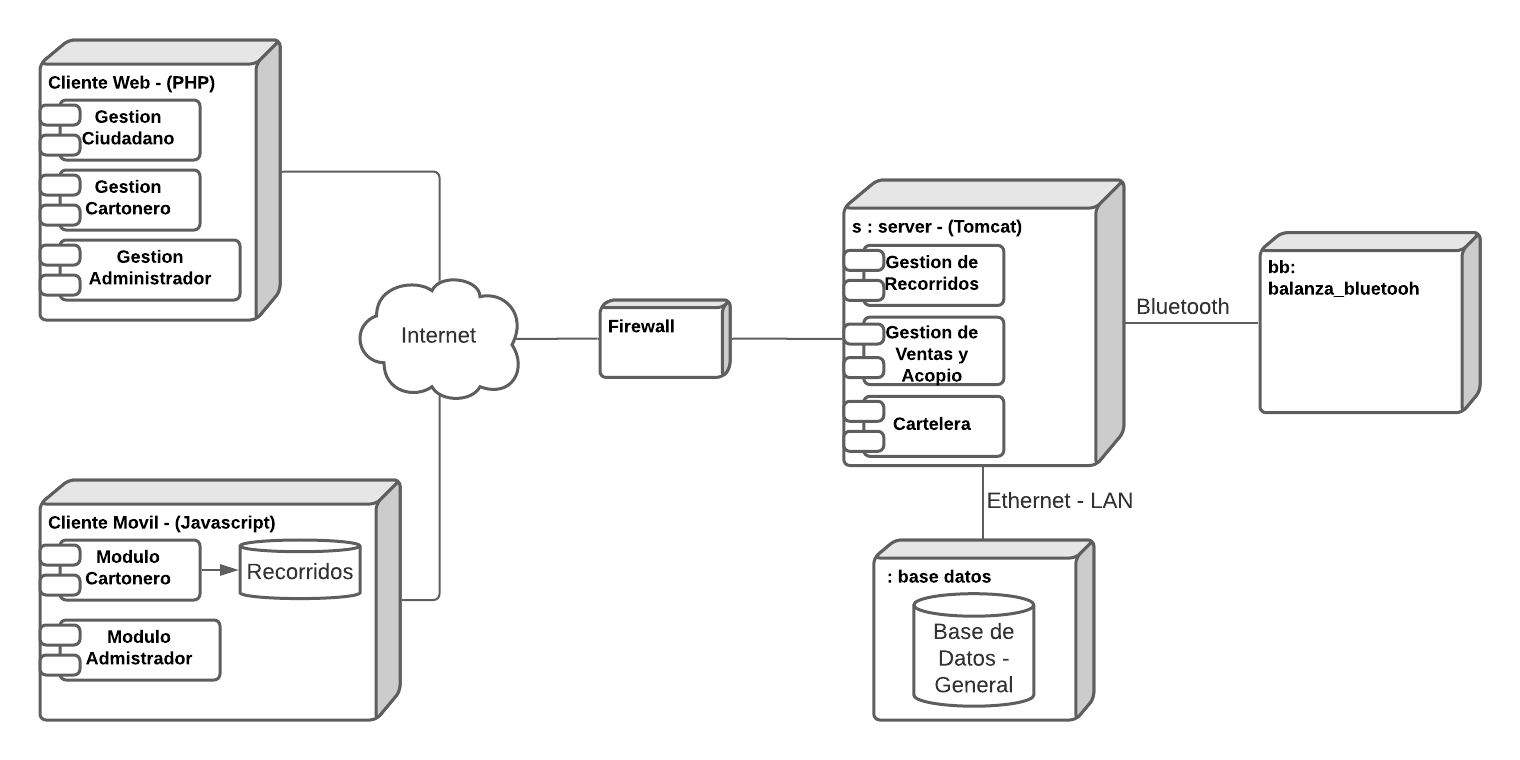 Cliente Web - (PHP)
Gestion
Ciudadano
Gestion
Cartonero
Gestion
Administrador
Internet
Firewall
s : server - (Tomcat)
Gestion de
Recorridos
Gestion de
Ventas y
Acopio
Cartelera
Bluetooth
bb:
balanza_bluetooh
Ethernet - LAN
: base datos
Base de
Datos -
General
Cliente Movil - (Javascript)
Modulo
Cartonero
Recorridos
Modulo
Admistrador